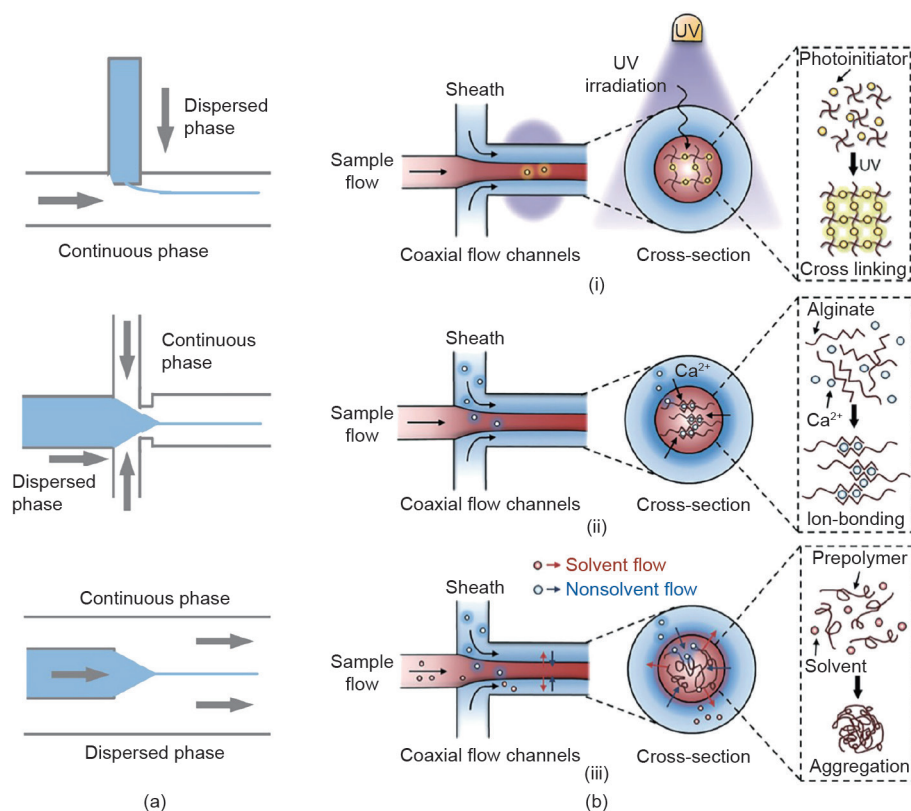 Dispersed
phase
Continuous phase
Continuous
phase
Dispersed
phase
Continuous phase
Dispersed phase
(a)
UV
UV
irradiation
Sheath
Sample
flow
Coaxial flow channels
Cross-section
Photoinitiator
UV
Cross linking
(i)
Sheath
Sample
flow
Coaxial flow channels
Ca²⁺
Cross-section
Alginate
Ca²⁺
Ion-bonding
(ii)
Solvent flow
Nonsolvent flow
Sheath
Sample
flow
Coaxial flow channels
Cross-section
Prepolymer
Solvent
Aggregation
(iii)
(b)